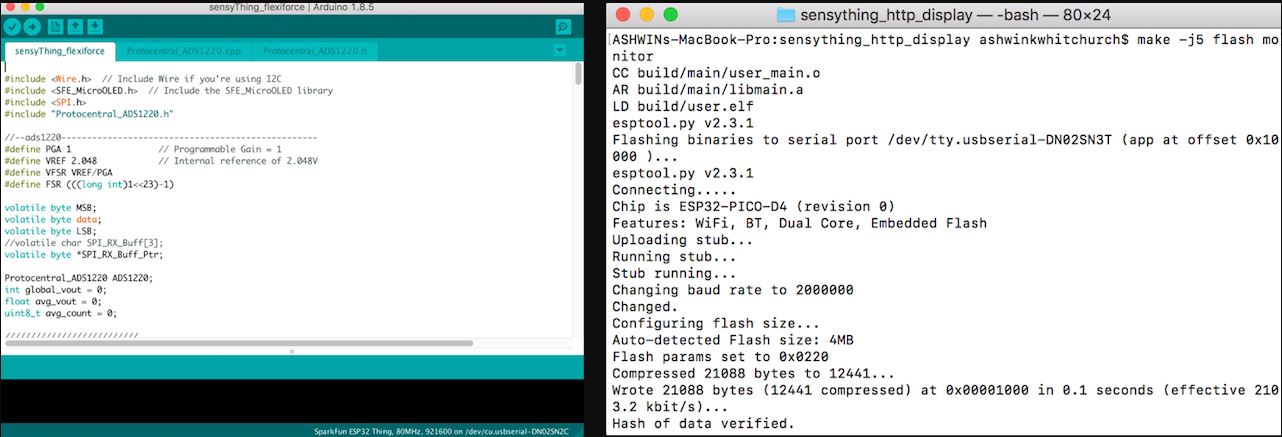 sensyThing_flexiforce | Arduino 1.8.5
sensyThing_flexiforce Protocentral_ADS1220.cpp Protocentral_ADS1220.h
#include <Wire.h>  // Include Wire if you're using I2C
#include <SFE_MicroOLED.h>  // Include the SFE_MicroOLED library
#include <SPI.h>
#include "Protocentral_ADS1220.h"
//--ads1220-------------------------------------------------
#define PGA 1                 // Programmable Gain = 1
#define VREF 2.048            // Internal reference of 2.048V
#define VFSR VREF/PGA
#define FSR (((long int)1<<23)-1)
volatile byte MSB;
volatile byte data;
volatile byte LSB;
//volatile char SPI_RX_Buff[3];
volatile byte *SPI_RX_Buff_Ptr;
Protocentral_ADS1220 ADS1220;
int global_vout = 0;
float avg_vout = 0;
uint8_t avg_count = 0;
//////////////////////////
SparkFun ESP32 Thing, 80MHz, 921600 on /dev/cu.usbserial-DN02SN2C
sensything_http_display — -bash — 80×24
[ASHWINs-MacBook-Pro:sensything_http_display ashwinkwhitchurch$ make -j5 flash mo
nitor
CC build/main/user_main.o
AR build/main/libmain.a
LD build/user.elf
esptool.py v2.3.1
Flashing binaries to serial port /dev/tty.usbserial-DN02SN3T (app at offset 0x10
000 )...
esptool.py v2.3.1
Connecting.....
Chip is ESP32-PICO-D4 (revision 0)
Features: WiFi, BT, Dual Core, Embedded Flash
Uploading stub...
Running stub...
Stub running...
Changing baud rate to 2000000
Changed.
Configuring flash size...
Auto-detected Flash size: 4MB
Flash params set to 0x0220
Compressed 21088 bytes to 12441...
Wrote 21088 bytes (12441 compressed) at 0x00001000 in 0.1 seconds (effective 210
3.2 kbit/s)...
Hash of data verified.